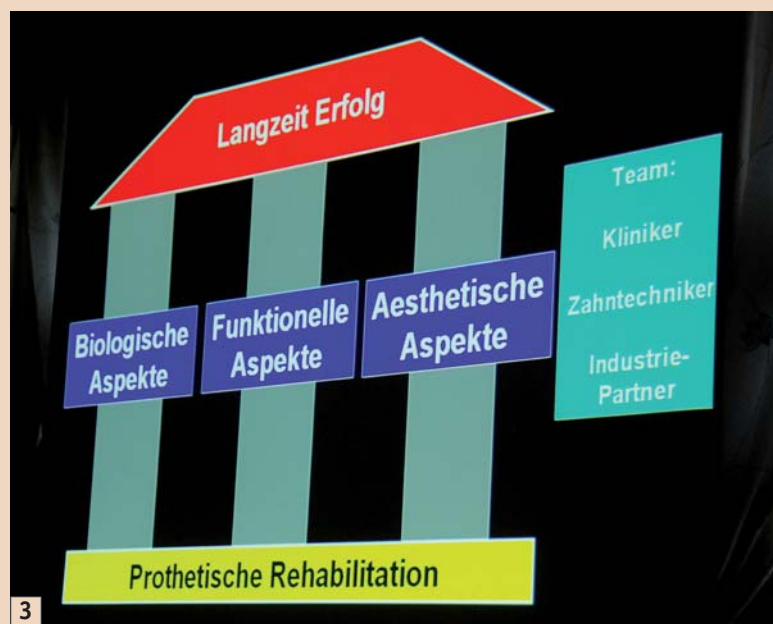 Langzeit Erfolg
Biologische
Aspekte
Funktionelle
Aspekte
Aesthetische
Aspekte
Team:
Kliniker
Zahntechniker
Industrie-
Partner
Prothetische Rehabilitation
3